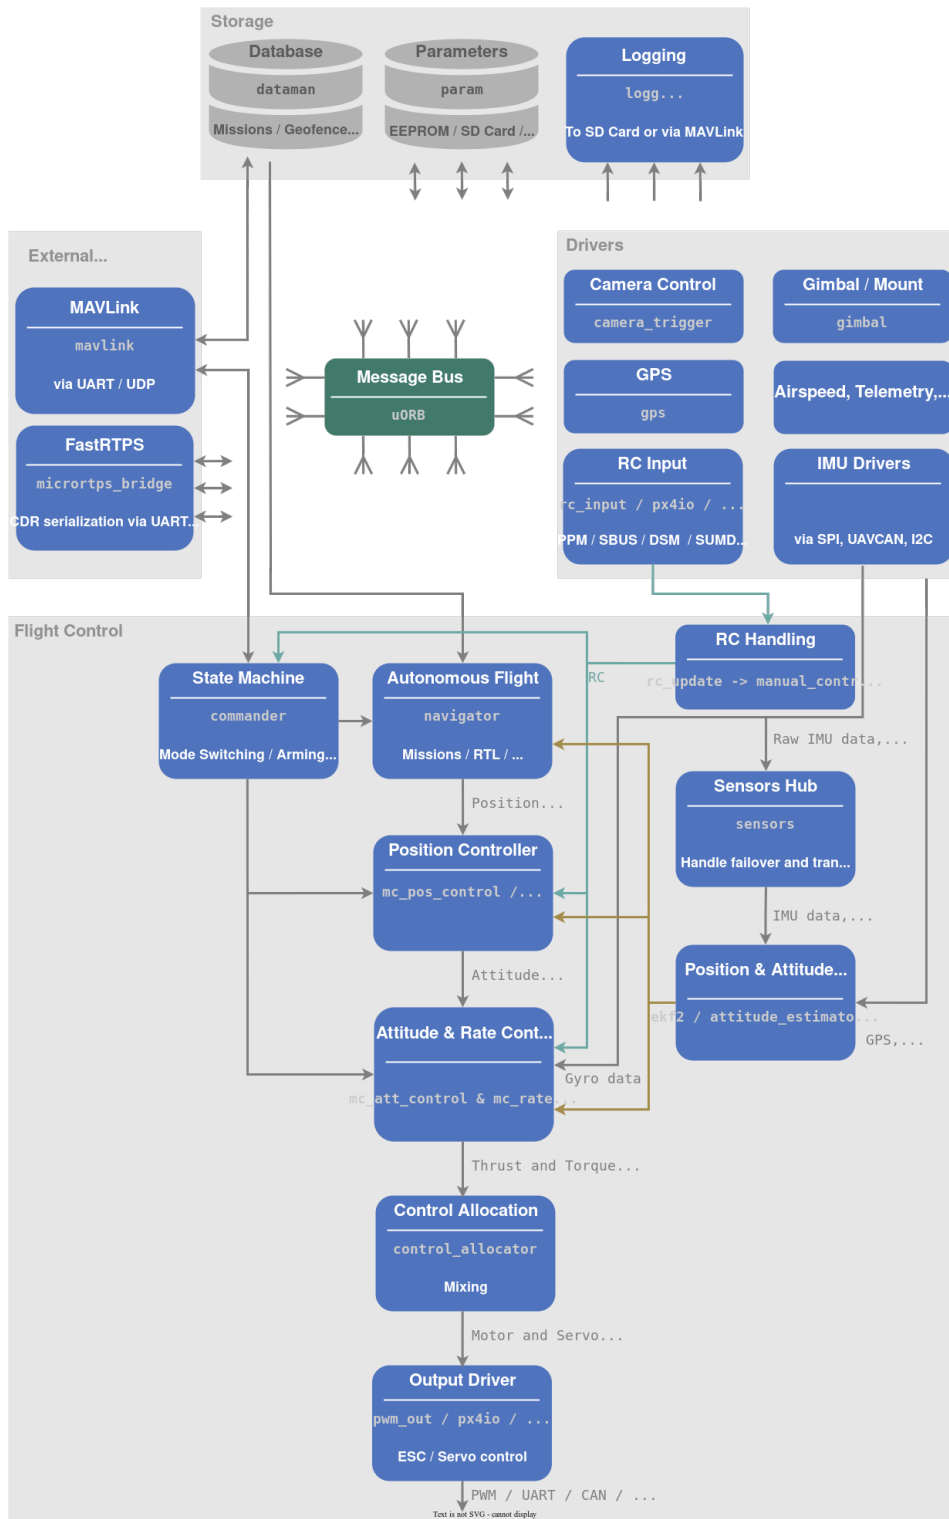 Storage
Database
dataman
Missions / Geofence...
Parameters
param
EEPROM / SD Card /...
Logging
logg...
To SD Card or via MAVLink
External...
MAVLink
mavlink
via UART / UDP
FastRTPS
micrortps_bridge
CDR serialization via UART...
Message Bus
uORB
Drivers
Camera Control
camera_trigger
Gimbal / Mount
gimbal
GPS
gps
Airspeed, Telemetry,...
RC Input
rc_input / px4io / ...
PPM / SBUS / DSM / SUMD...
IMU Drivers
via SPI, UAVCAN, I2C
Flight Control
RC Handling
rc_update -> manual_contr...
RC
State Machine
commander
Mode Switching / Arming...
Autonomous Flight
navigator
Missions / RTL / ...
Raw IMU data,...
Sensors Hub
sensors
Handle failover and tran...
Position...
Position Controller
mc_pos_control /...
IMU data,...
Position & Attitude...
ekf2 / attitude_estimato...
GPS,...
Attitude...
Attitude & Rate Cont...
mc_att_control & mc_rate...
Gyro data
Thrust and Torque...
Control Allocation
control_allocator
Mixing
Motor and Servo...
Output Driver
pwm_out / px4io / ...
ESC / Servo control
PWM / UART / CAN / ...
Text is not SVG - cannot display